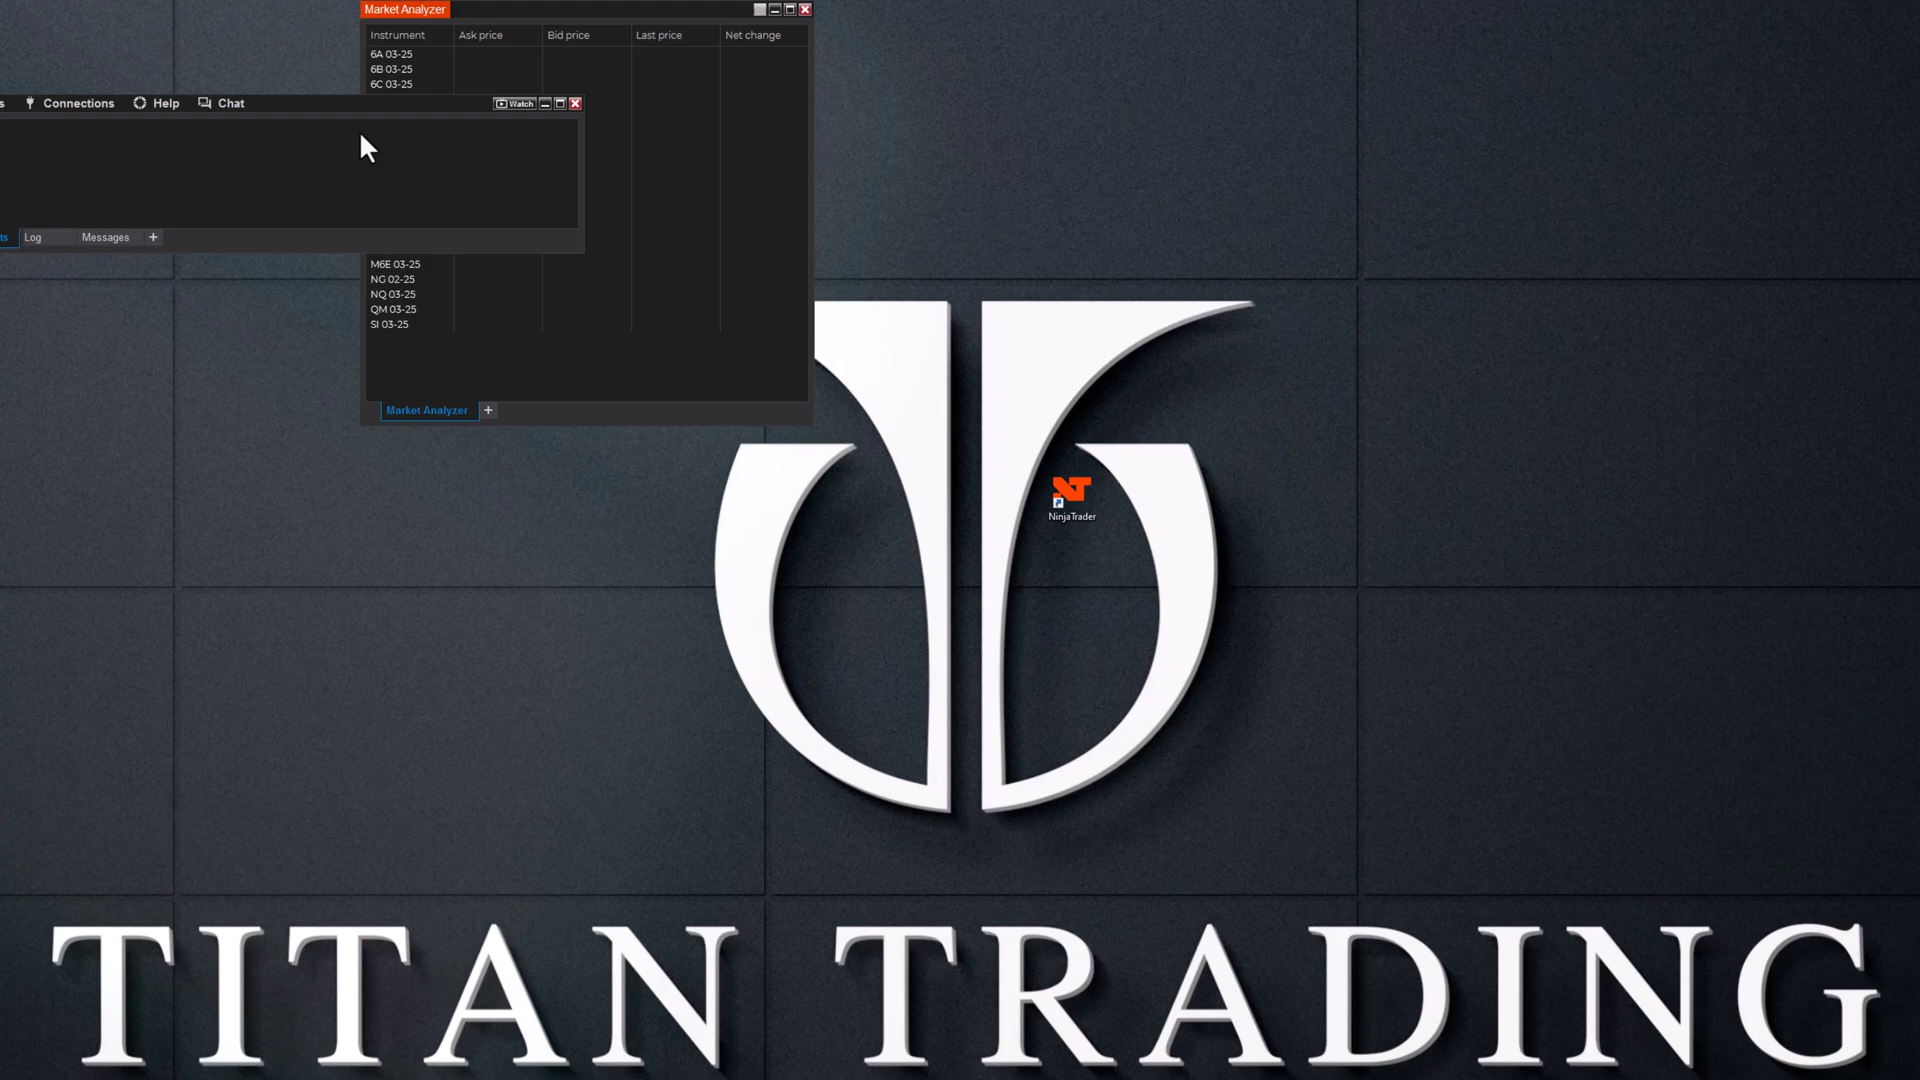 Market Analyzer
Instrument Ask price Bid price Last price Net change
6A 03-25
6B 03-25
6C 03-25
s Connections Help Chat Watch
ts Log Messages +
M6E 03-25
NG 02-25
NQ 03-25
QM 03-25
SI 03-25
Market Analyzer +
NT
NinjaTrader
TITAN TRADING